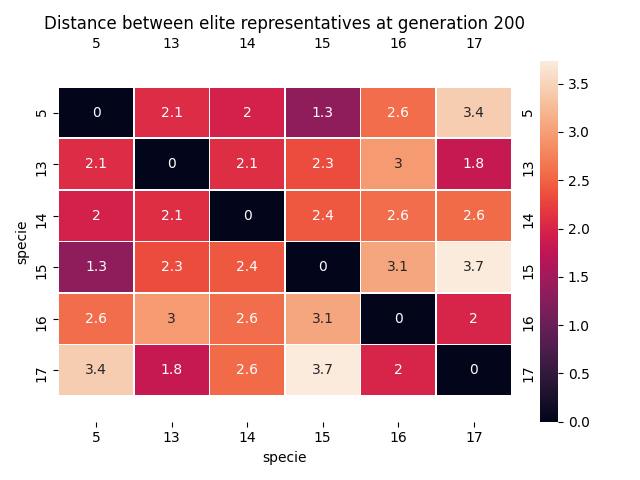 Distance between elite representatives at generation 200
5 13 14 15 16 17
5 0 2.1 2 1.3 2.6 3.4 5
13 2.1 0 2.1 2.3 3 1.8 13
14 2 2.1 0 2.4 2.6 2.6 14
15 1.3 2.3 2.4 0 3.1 3.7 15
16 2.6 3 2.6 3.1 0 2 16
17 3.4 1.8 2.6 3.7 2 0 17
5 13 14 15 16 17
specie
specie
3.5
3.0
2.5
2.0
1.5
1.0
0.5
0.0